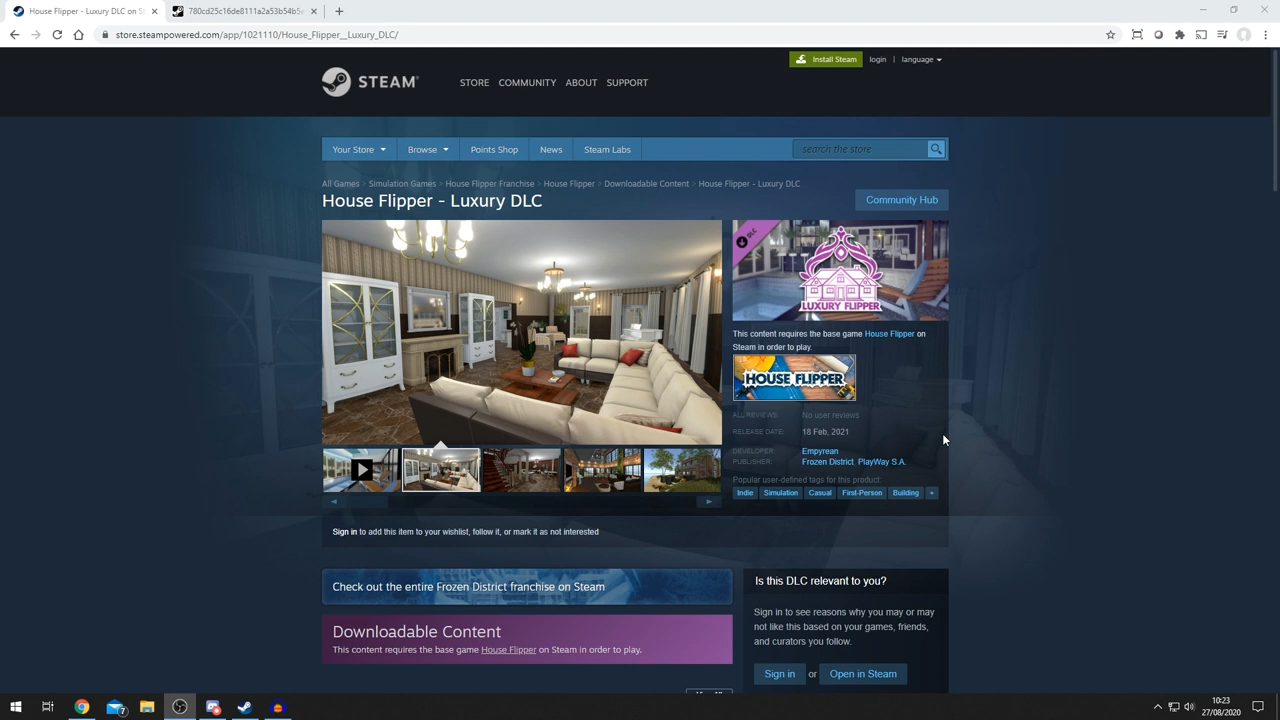 House Flipper - Luxury DLC on St
780cd25c16de8111a2a53b54b5a
store.steampowered.com/app/1021110/House_Flipper__Luxury_DLC/
Install Steam
login
|
language
STEAM
STORE
COMMUNITY
ABOUT
SUPPORT
Your Store
Browse
Points Shop
News
Steam Labs
search the store
All Games > Simulation Games > House Flipper Franchise > House Flipper > Downloadable Content > House Flipper - Luxury DLC
House Flipper - Luxury DLC
Community Hub
DLC
LUXURY FLIPPER
This content requires the base game House Flipper on
Steam in order to play.
HOUSE FLIPPER
ALL REVIEWS:
No user reviews
RELEASE DATE:
18 Feb, 2021
DEVELOPER:
Empyrean
PUBLISHER:
Frozen District, PlayWay S.A.
Popular user-defined tags for this product:
Indie
Simulation
Casual
First-Person
Building
+
Sign in to add this item to your wishlist, follow it, or mark it as not interested
Check out the entire Frozen District franchise on Steam
Is this DLC relevant to you?
Sign in to see reasons why you may or may
not like this based on your games, friends,
and curators you follow.
Sign in or Open in Steam
Downloadable Content
This content requires the base game House Flipper on Steam in order to play.
7
10:23
27/08/2020